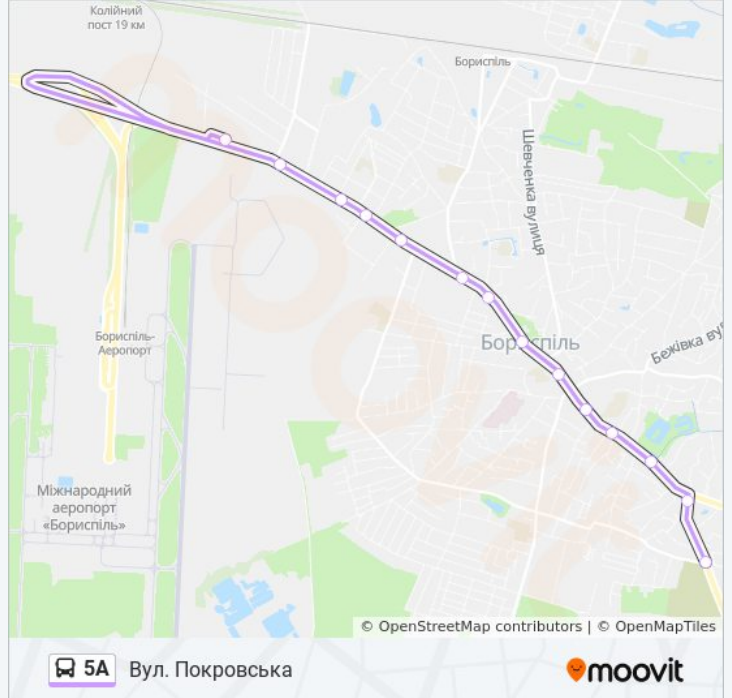 Колійний
пост 19 км
Бориспіль
Шевченка вулиця
Бориспіль-
Аеропорт
Бориспіль
Бежівка
Міжнародний
аеропорт
«Бориспіль»
© OpenStreetMap contributors | © OpenMapTiles
5А Вул. Покровська
moovit